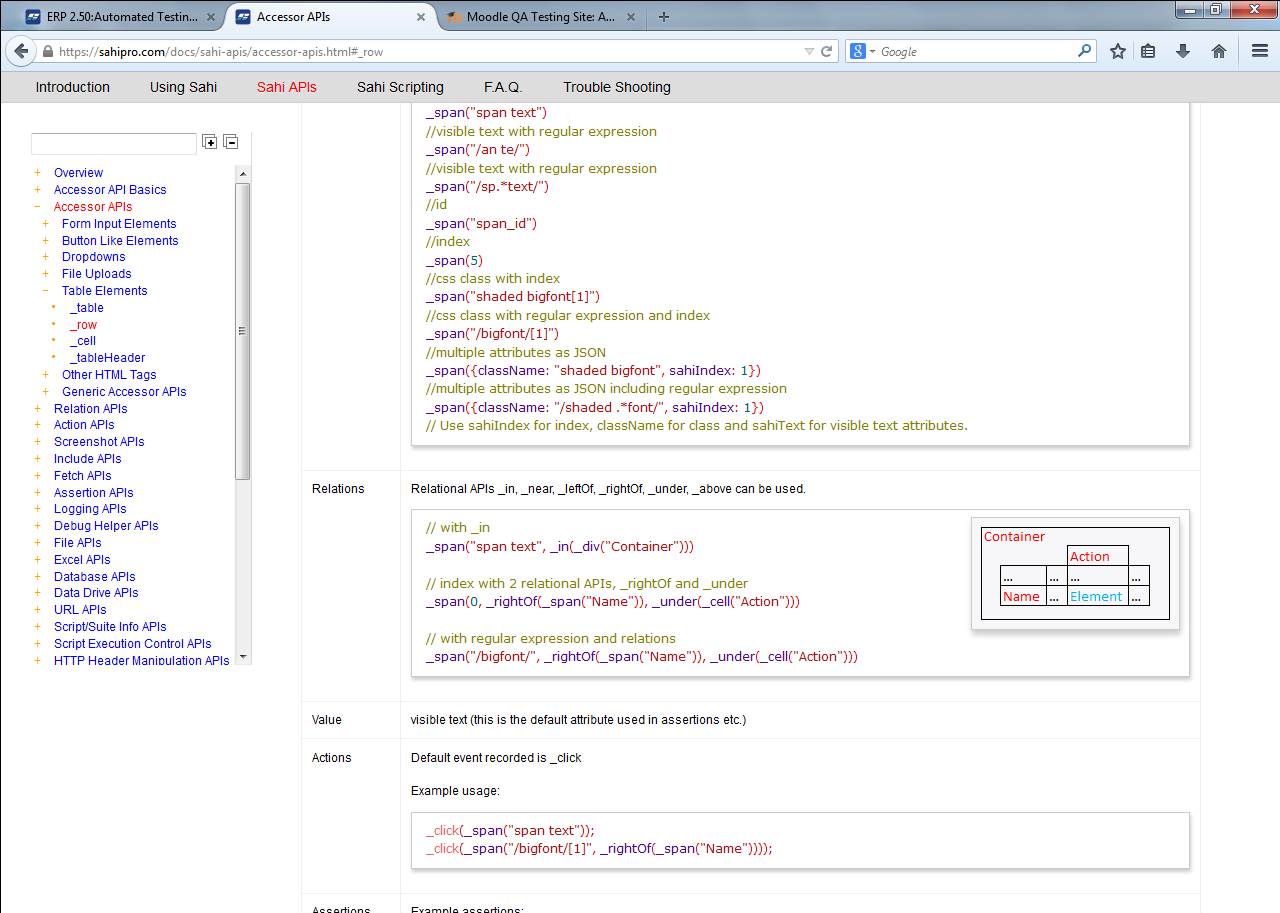 ERP 2.50:Automated Testin...
Accessor APIs
Moodle QA Testing Site: A...
https://sahipro.com/docs/sahi-apis/accessor-apis.html#_row
Google
Introduction
Using Sahi
Sahi APIs
Sahi Scripting
F.A.Q.
Trouble Shooting
Overview
Accessor API Basics
Accessor APIs
Form Input Elements
Button Like Elements
Dropdowns
File Uploads
Table Elements
_table
_row
_cell
_tableHeader
Other HTML Tags
Generic Accessor APIs
Relation APIs
Action APIs
Screenshot APIs
Include APIs
Fetch APIs
Assertion APIs
Logging APIs
Debug Helper APIs
File APIs
Excel APIs
Database APIs
Data Drive APIs
URL APIs
Script/Suite Info APIs
Script Execution Control APIs
HTTP Header Manipulation APIs
_span("span text")
//visible text with regular expression
_span("/an te/")
//visible text with regular expression
_span("/sp.*text/")
//id
_span("span_id")
//index
_span(5)
//css class with index
_span("shaded bigfont[1]")
//css class with regular expression and index
_span("/bigfont/[1]")
//multiple attributes as JSON
_span({className: "shaded bigfont", sahiIndex: 1})
//multiple attributes as JSON including regular expression
_span({className: "/shaded .*font/", sahiIndex: 1})
// Use sahiIndex for index, className for class and sahiText for visible text attributes.
Relations
Relational APIs _in, _near, _leftOf, _rightOf, _under, _above can be used.
// with _in
_span("span text", _in(_div("Container")))
// index with 2 relational APIs, _rightOf and _under
_span(0, _rightOf(_span("Name")), _under(_cell("Action")))
// with regular expression and relations
_span("/bigfont/", _rightOf(_span("Name")), _under(_cell("Action")))
Container
Action
... ... ... ...
Name ... Element ...
Value
visible text (this is the default attribute used in assertions etc.)
Actions
Default event recorded is _click
Example usage:
_click(_span("span text"));
_click(_span("/bigfont/[1]", _rightOf(_span("Name"))));
Assertions
Example assertions: